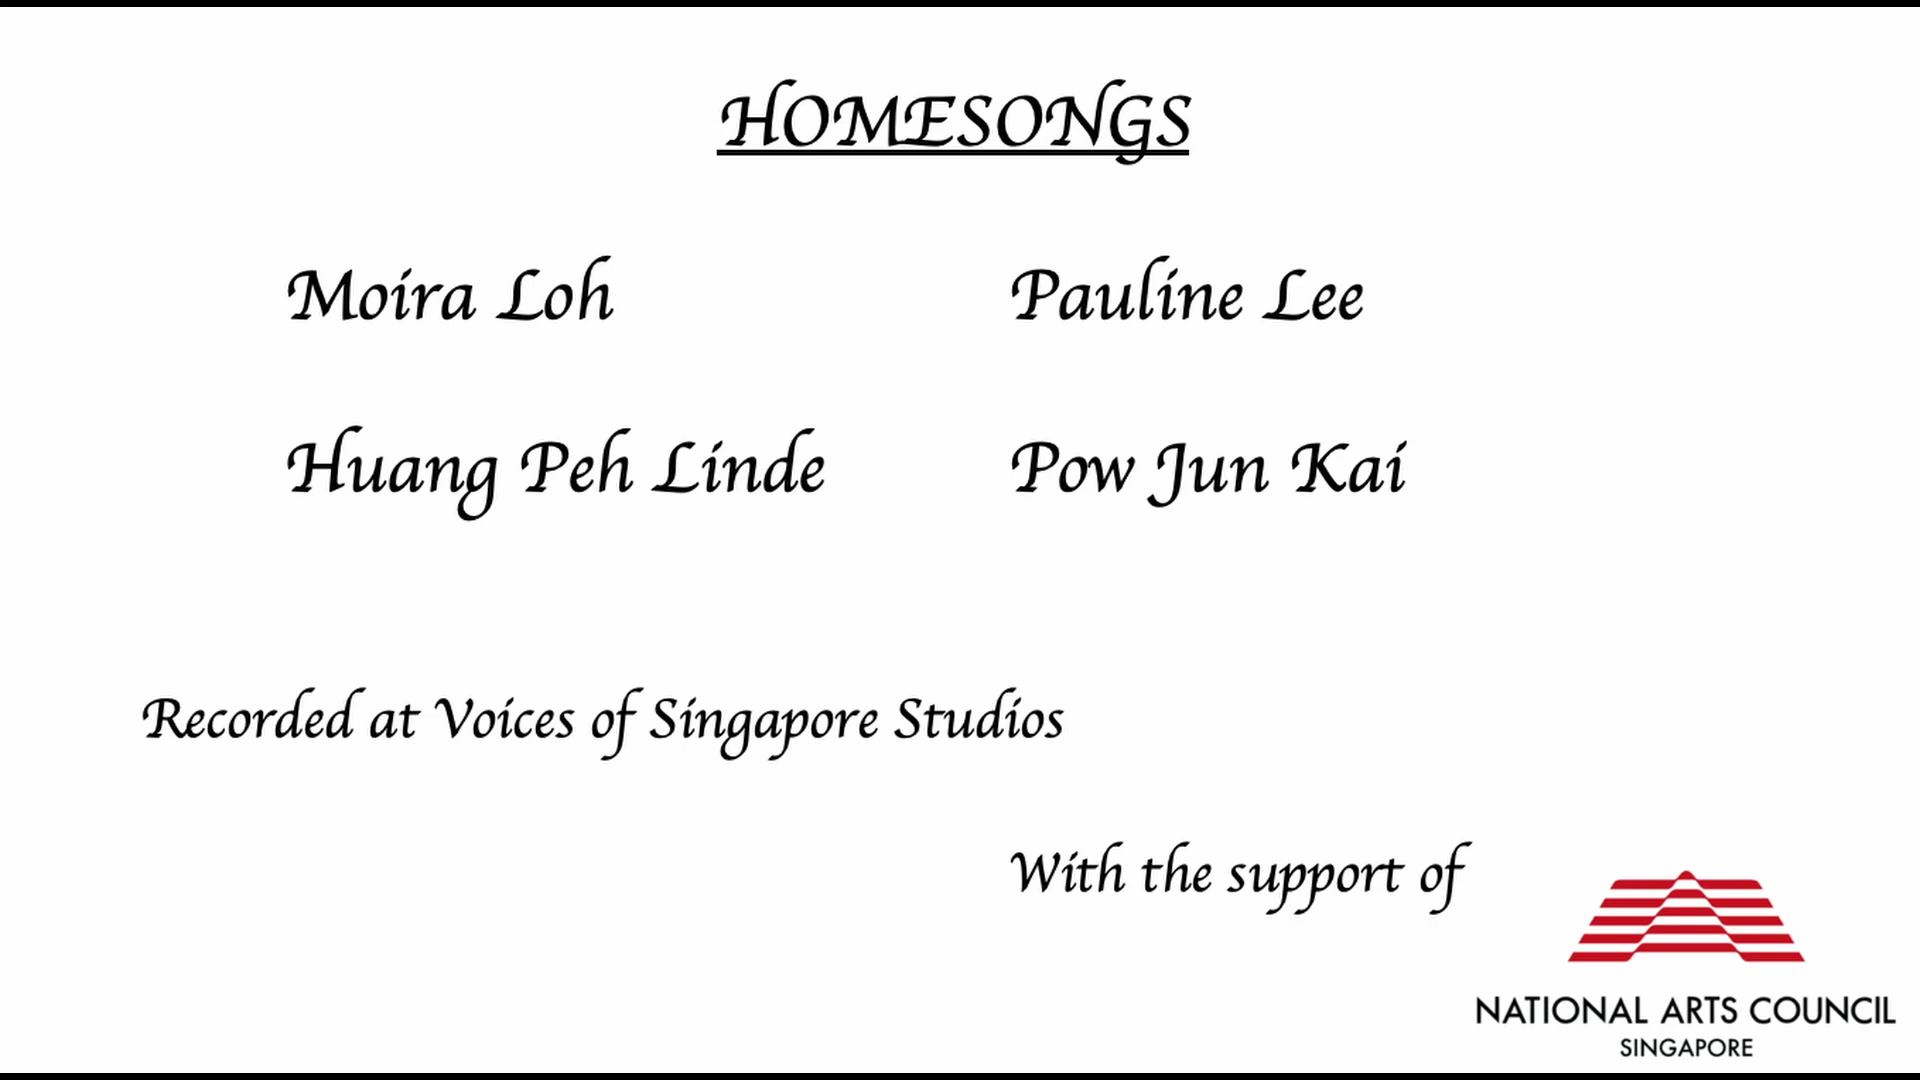 HOMESONGS
Moira Loh
Pauline Lee
Huang Peh Linde
Pow Jun Kai
Recorded at Voices of Singapore Studios
With the support of
NATIONAL ARTS COUNCIL
SINGAPORE